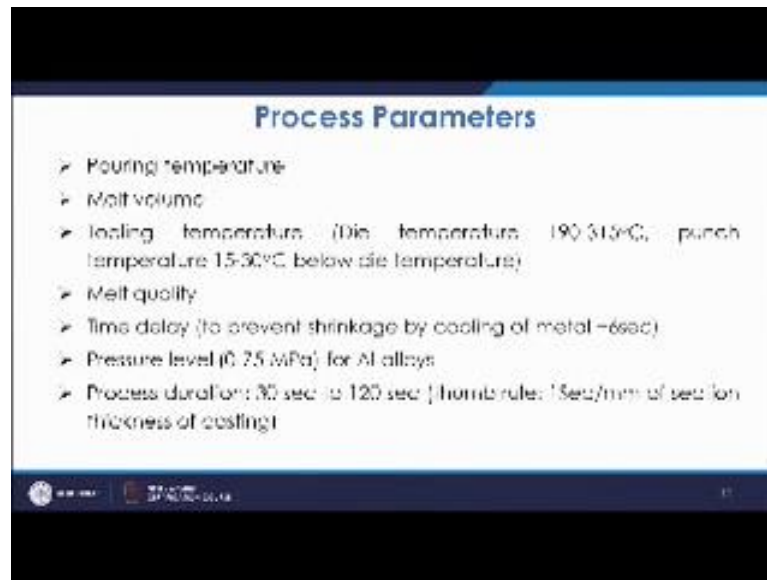 Process Parameters
➢ Pouring temperature
➢ Melt volume
➢ Tooling temperature (Die temperature 190-315°C, punch
temperature 15-30°C below die temperature)
➢ Melt quality
➢ Time delay (to prevent shrinkage by cooling of metal ~6sec)
➢ Pressure level (0.75 MPa) for Al alloys
➢ Process duration: 30 sec to 120 sec (thumb rule: 1Sec/mm of section
thickness of casting)